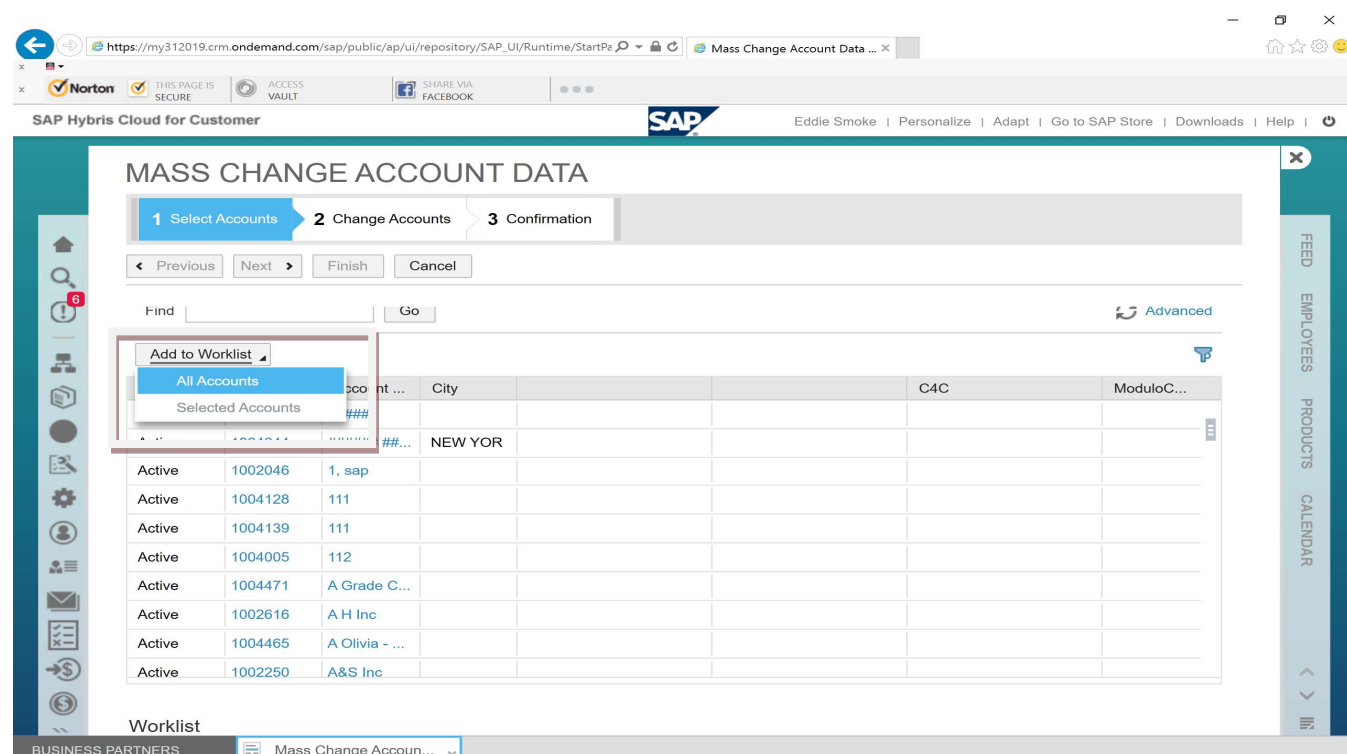 https://my312019.crm.ondemand.com/sap/public/ap/ui/repository/SAP_UI/Runtime/StartPa
Mass Change Account Data ...
Norton
THIS PAGE IS SECURE
ACCESS VAULT
SHARE VIA FACEBOOK
SAP Hybris Cloud for Customer
SAP
Eddie Smoke | Personalize | Adapt | Go to SAP Store | Downloads | Help |
MASS CHANGE ACCOUNT DATA
1 Select Accounts 2 Change Accounts 3 Confirmation
Previous Next Finish Cancel
6
Find Go Advanced
Add to Worklist
All Accounts
Selected Accounts
City C4C ModuloC...
###
##... NEW YOR
Active 1002046 1, sap
Active 1004128 111
Active 1004139 111
Active 1004005 112
Active 1004471 A Grade C...
Active 1002616 A H Inc
Active 1004465 A Olivia - ...
Active 1002250 A&S Inc
Worklist
FEED
EMPLOYEES
PRODUCTS
CALENDAR
BUSINESS PARTNERS
Mass Change Accoun...